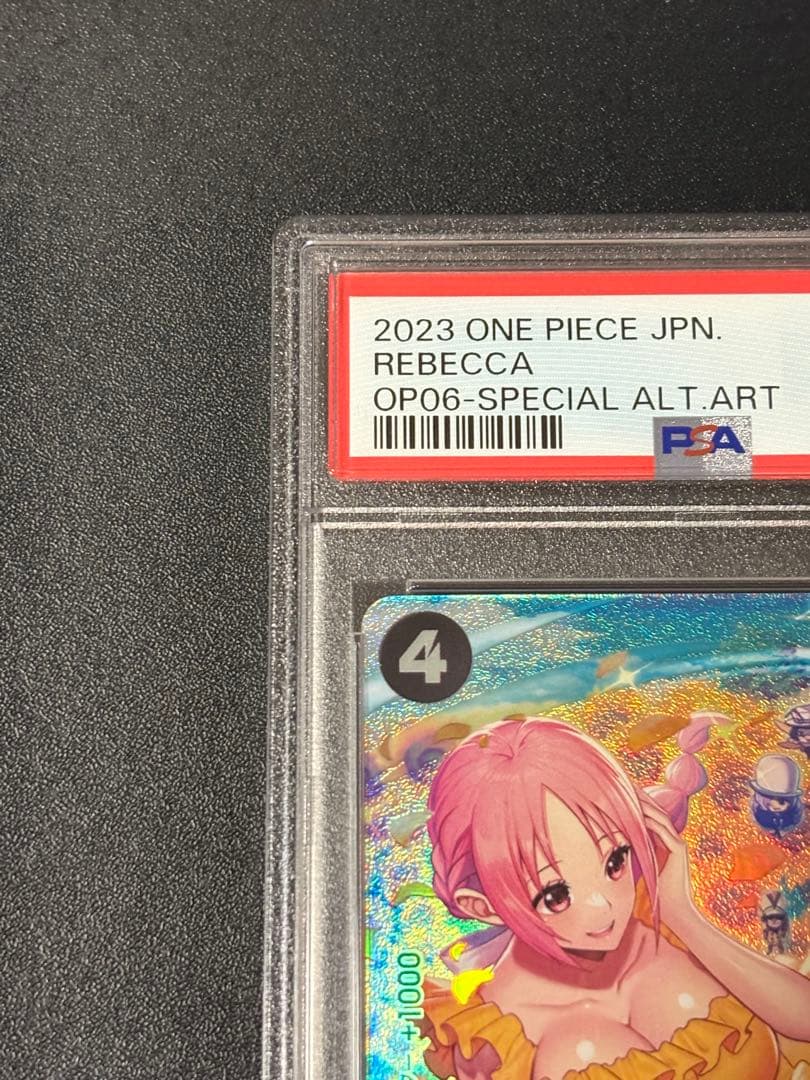 2023 ONE PIECE JPN.
REBECCA
OP06-SPECIAL ALT.ART
PSA
4
+1000